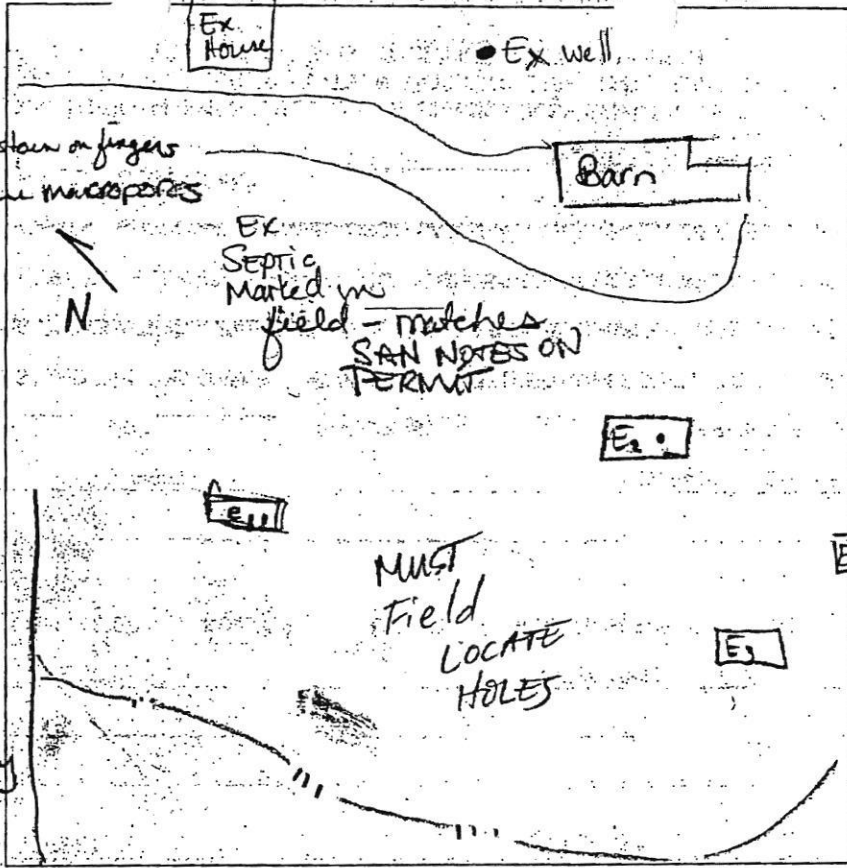 Ex
House
Ex well
on fingers
macropores
Barn
Ex
Septic
Marked in
field - matches
SAN NOTES ON
PERMIT
N
E2
MUST
Field
LOCATE
HOLES
E3